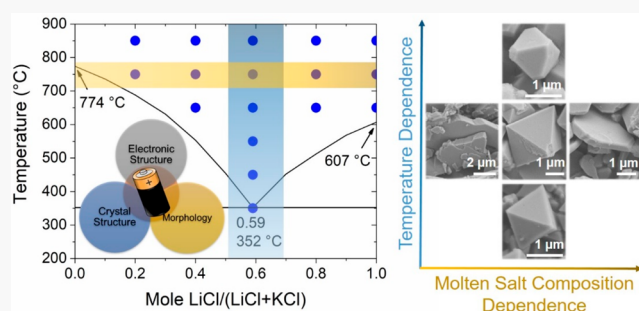 900
800
700
600
500
400
300
200
Temperature (°C)
774 °C
607 °C
0.59
352 °C
Electronic
Structure
Crystal
Structure
Morphology
0.0
0.2
0.4
0.6
0.8
1.0
Mole LiCl/(LiCl+KCl)
Temperature Dependence
1 μm
2 μm
1 μm
1 μm
1 μm
Molten Salt Composition
Dependence